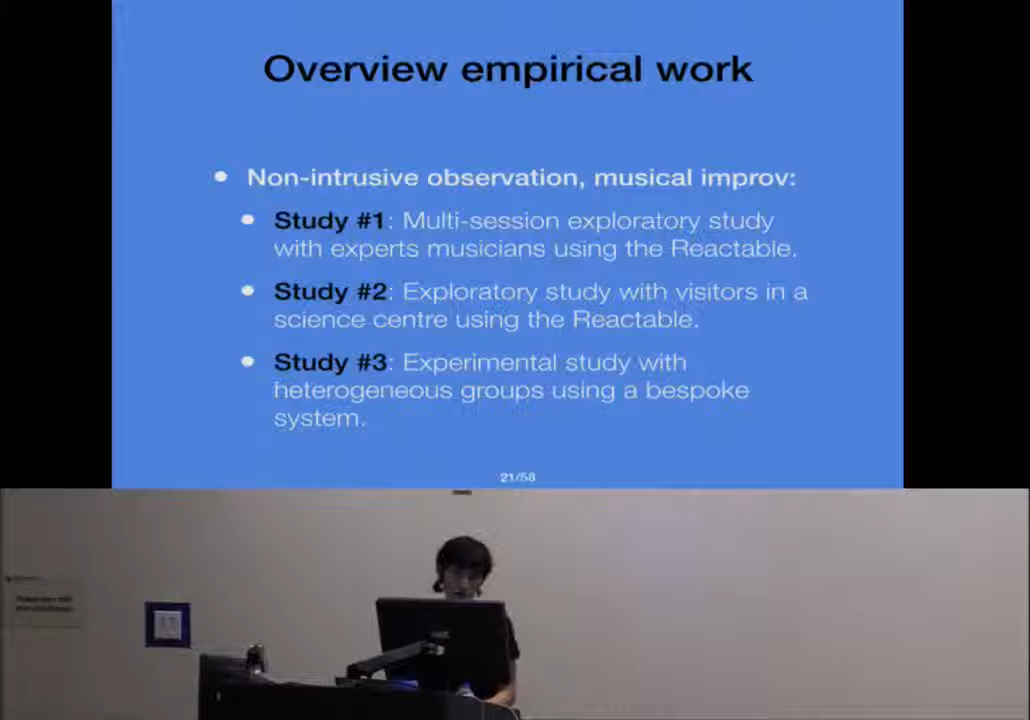 Overview empirical work
• Non-intrusive observation, musical improv:
• Study #1: Multi-session exploratory study
with experts musicians using the Reactable.
• Study #2: Exploratory study with visitors in a
science centre using the Reactable.
• Study #3: Experimental study with
heterogeneous groups using a bespoke
system.
21/58